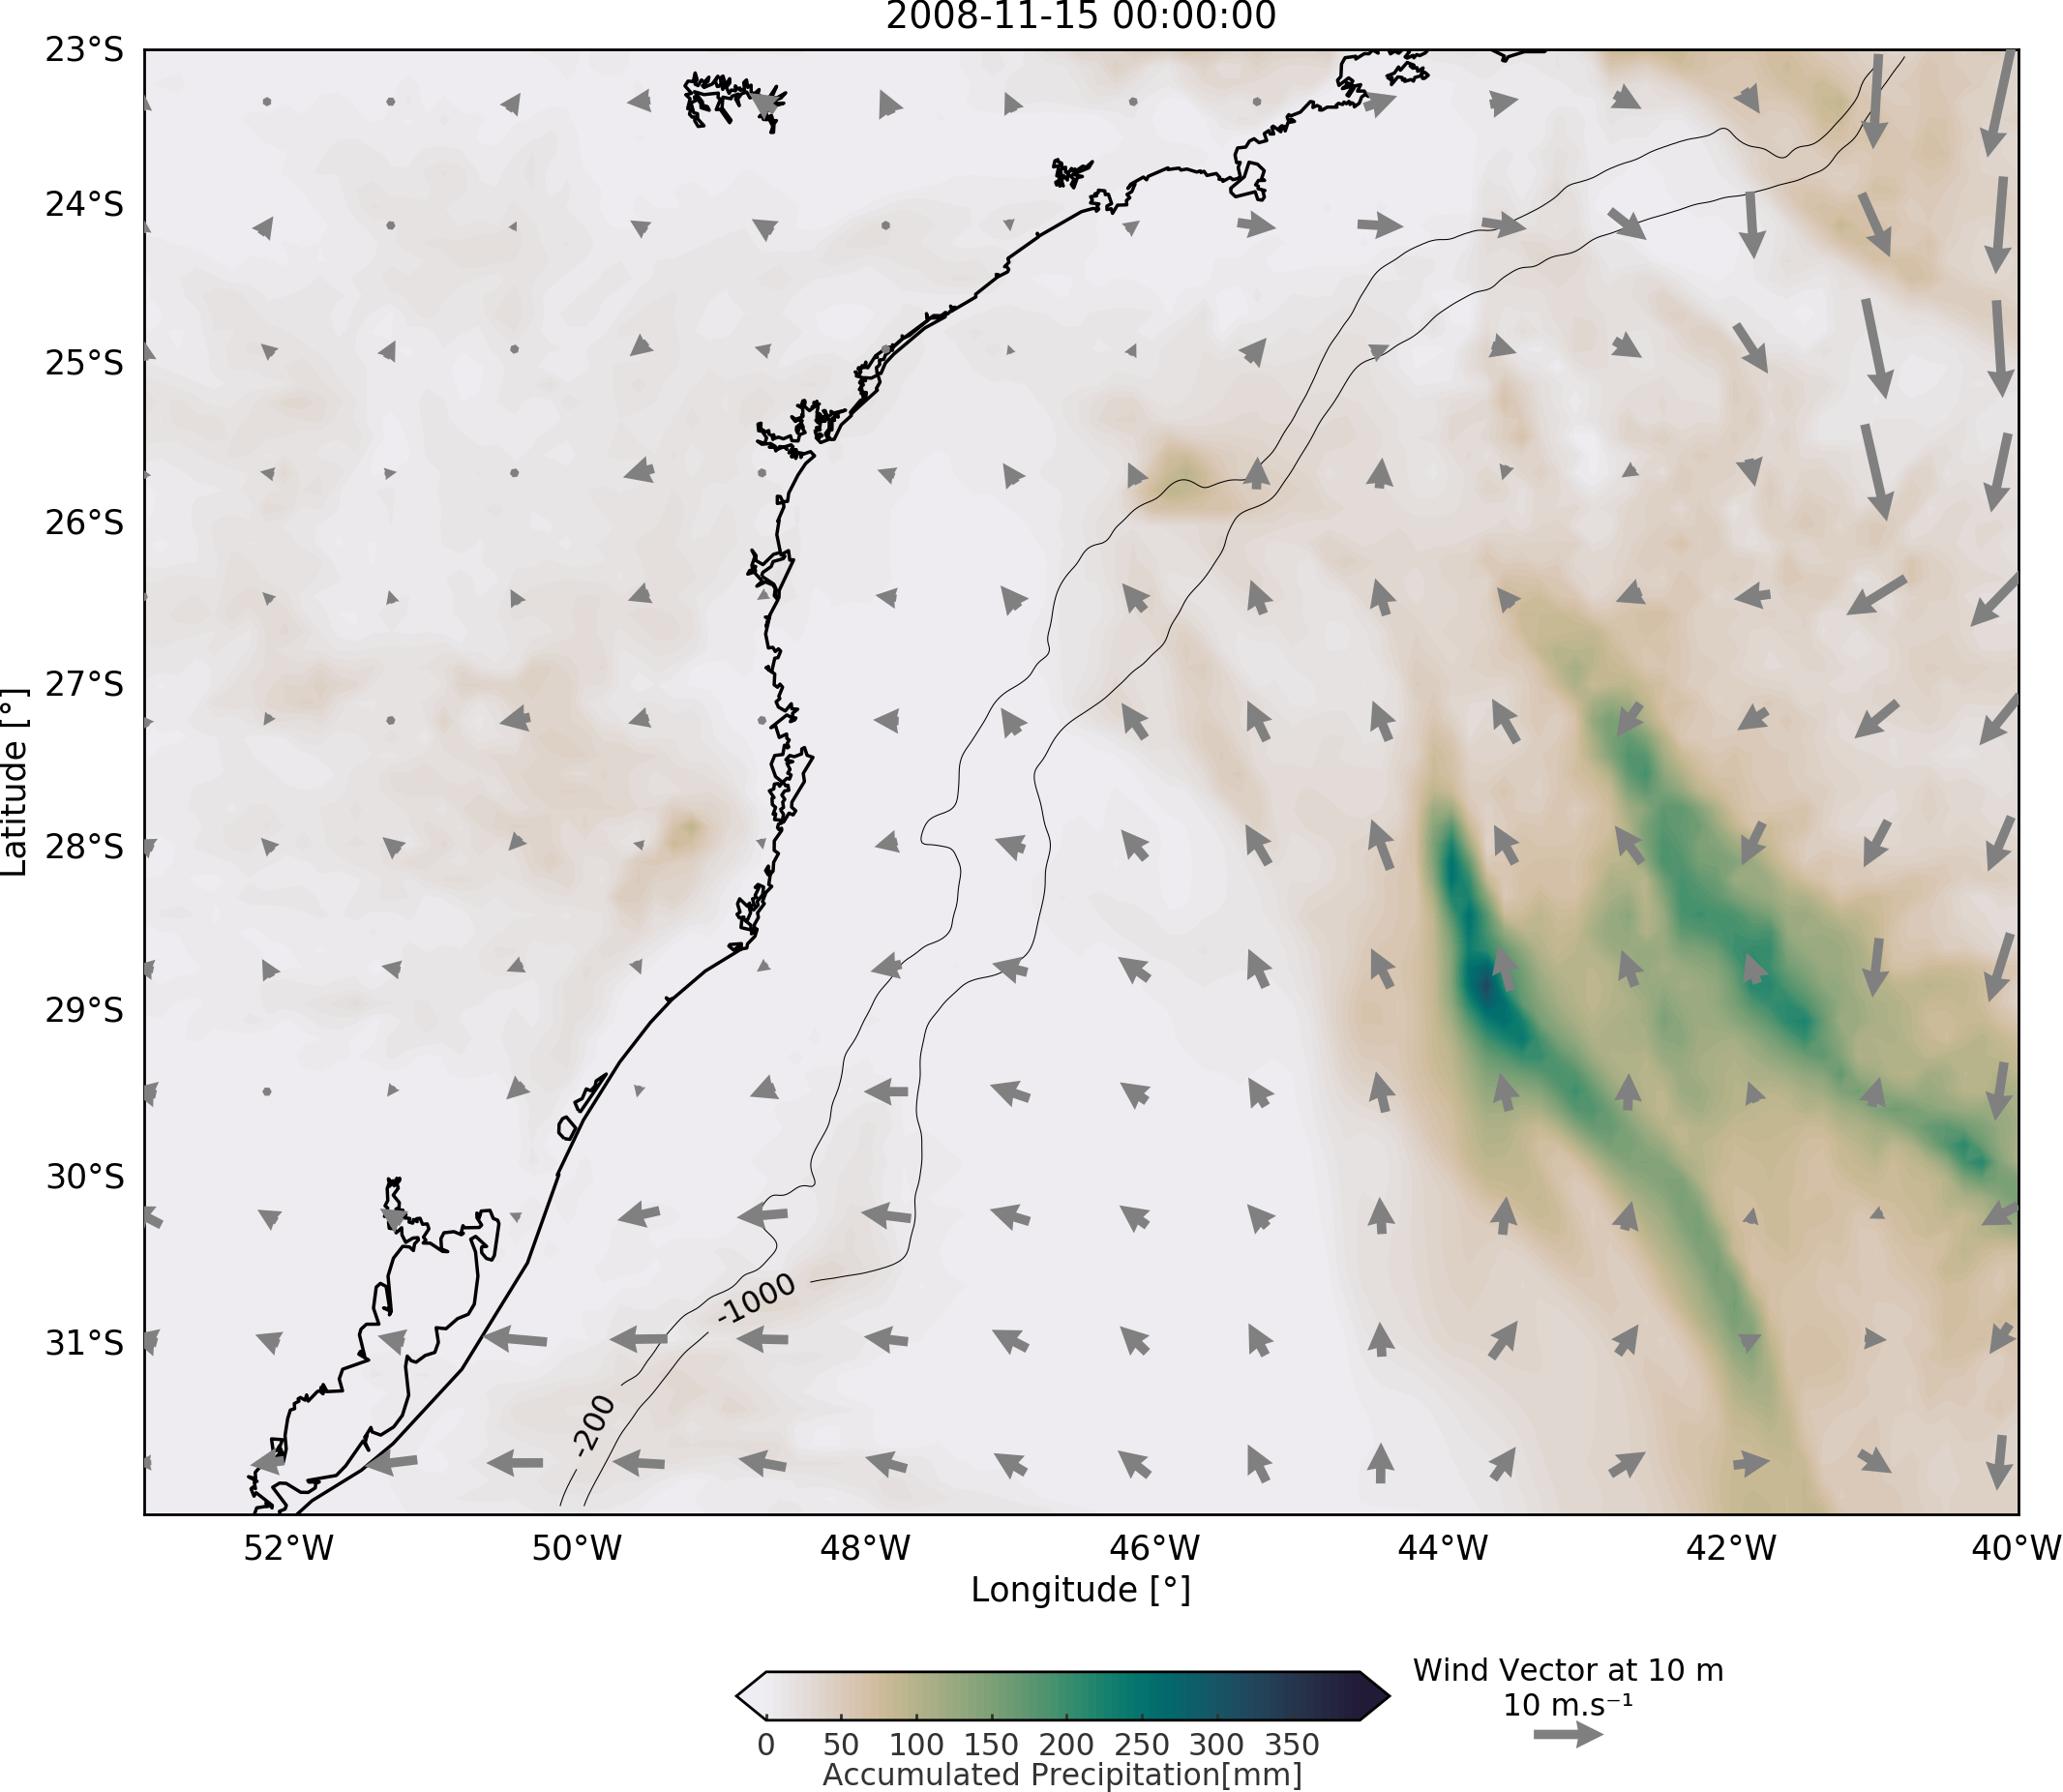 2008-11-15 00:00:00
23°S
24°S
25°S
26°S
27°S
28°S
29°S
30°S
31°S
Latitude [°]
-1000
-200
52°W
50°W
48°W
46°W
44°W
42°W
40°W
Longitude [°]
Wind Vector at 10 m
10 m.s⁻¹
0
50
100
150
200
250
300
350
Accumulated Precipitation[mm]